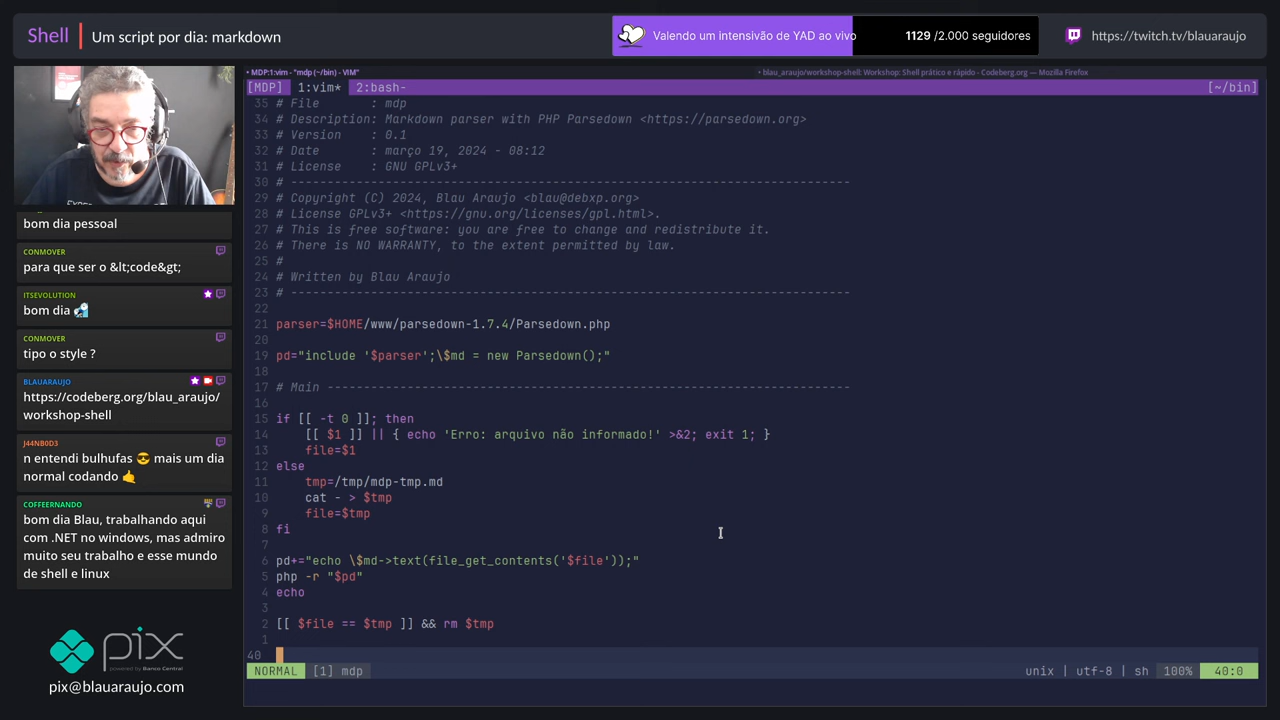 Shell
Um script por dia: markdown
Valendo um intensivão de YAD ao vivo
1129 /2.000 seguidores
https://twitch.tv/blauaraujo
bom dia pessoal
CONMOVER
para que ser o &lt;code&gt;
ITSEVOLUTION
bom dia
CONMOVER
tipo o style ?
BLAUARAUJO
https://codeberg.org/blau_araujo/
workshop-shell
J44NB0D3
n entendi bulhufas 😎 mais um dia
normal codando 🤙
COFFEERNANDO
bom dia Blau, trabalhando aqui
com .NET no windows, mas admiro
muito seu trabalho e esse mundo
de shell e linux
pix
powered by Banco Central
pix@blauaraujo.com
• MDP:1:vim - "mdp (~/bin) - VIM"
• blau_araujo/workshop-shell: Workshop: Shell prático e rápido - Codeberg.org — Mozilla Firefox
[MDP] 1:vim* 2:bash- [~/bin]
35 # File        : mdp
34 # Description: Markdown parser with PHP Parsedown <https://parsedown.org>
33 # Version     : 0.1
32 # Date        : março 19, 2024 - 08:12
31 # License     : GNU GPLv3+
30 # ------------------------------------------------------------------------------
29 # Copyright (C) 2024, Blau Araujo <blau@debxp.org>
28 # License GPLv3+ <https://gnu.org/licenses/gpl.html>.
27 # This is free software: you are free to change and redistribute it.
26 # There is NO WARRANTY, to the extent permitted by law.
25 #
24 # Written by Blau Araujo
23 # ------------------------------------------------------------------------------
22
21 parser=$HOME/www/parsedown-1.7.4/Parsedown.php
20
19 pd="include '$parser';\$md = new Parsedown();"
18
17 # Main -------------------------------------------------------------------------
16
15 if [[ -t 0 ]]; then
14     [[ $1 ]] || { echo 'Erro: arquivo não informado!' >&2; exit 1; }
13     file=$1
12 else
11     tmp=/tmp/mdp-tmp.md
10     cat - > $tmp
9     file=$tmp
8 fi
7
6 pd+="echo \$md->text(file_get_contents('$file'));"
5 php -r "$pd"
4 echo
3
2 [[ $file == $tmp ]] && rm $tmp
1
40
NORMAL [1] mdp unix | utf-8 | sh 100% 40:0